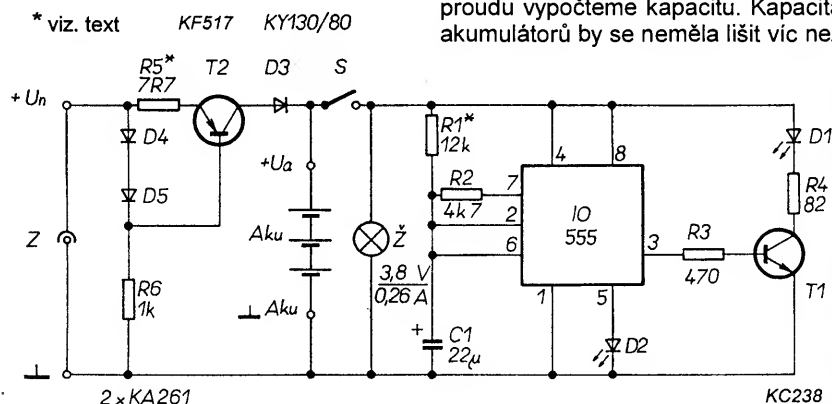 proudu vypočteme kapacitu. Kapacita
akumulátorů by se neměla lišit víc než
* viz. text
KF517
KY130/80
R5*
7R7
T2
D3
S
+Un
D4
D5
Z
R6
1k
+Ua
Aku
Aku
Ž
3,8 V
0,26 A
R1*
12k
R2
4k7
C1
+
22µ
4
8
7
2
6
3
1
5
IO
555
R3
470
D1
R4
82
T1
D2
2×KA261
KC238